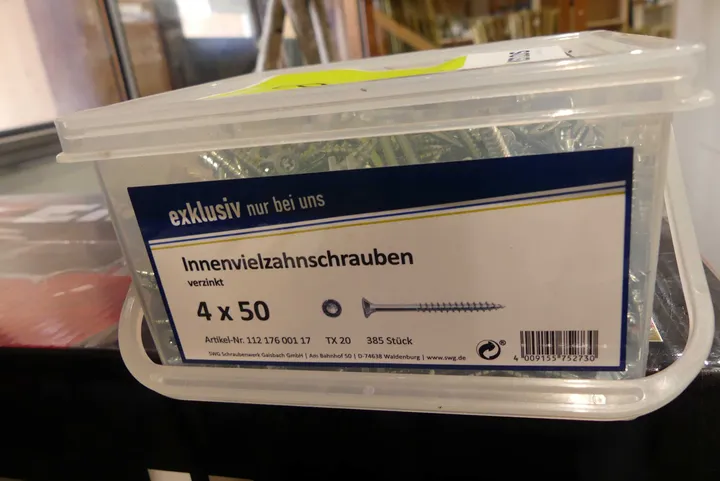 exklusiv nur bei uns
Innenvielzahnschrauben
verzinkt
4 x 50
Artikel-Nr. 112 176 001 17 TX 20 385 Stück
SWG Schraubenwerk Gaisbach GmbH | Am Bahnhof 50 | D-74638 Waldenburg | www.swg.de
4 009155 752730